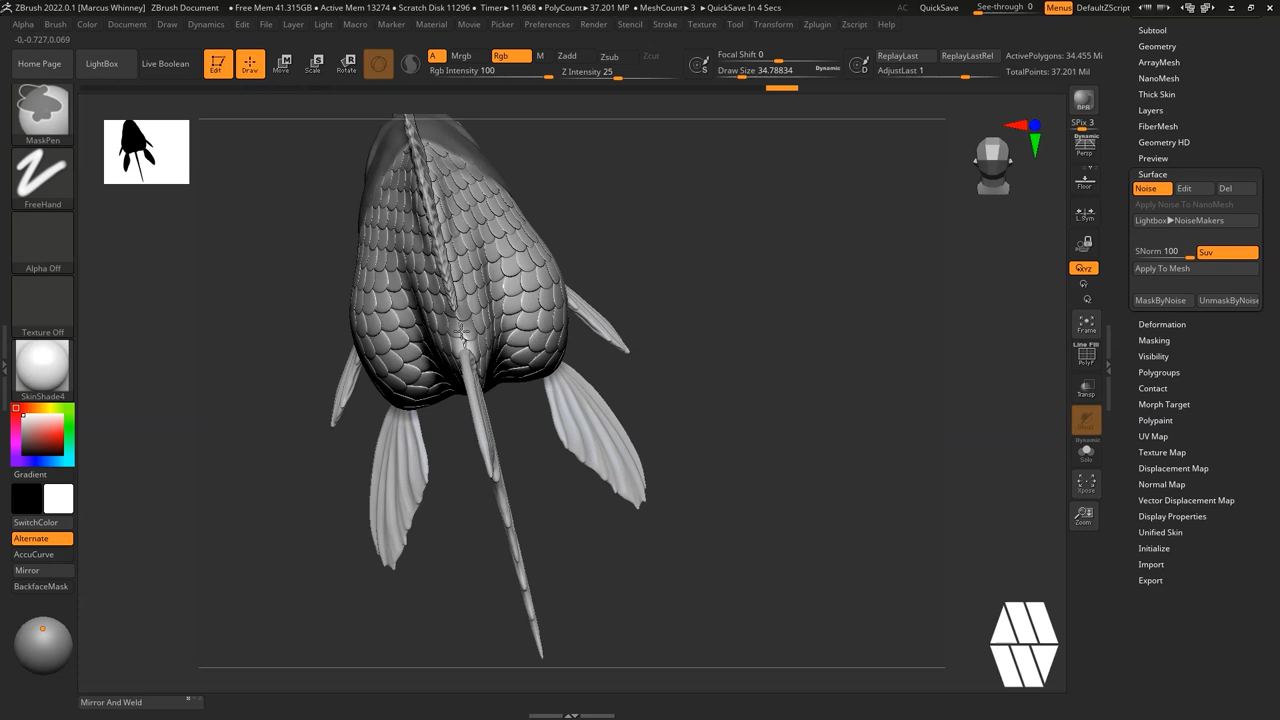 ZBrush 2022.0.1 [Marcus Whinney] ZBrush Document • Free Mem 41.315GB • Active Mem 13274 • Scratch Disk 11296 • Timer▶11.968 • PolyCount▶37.201 MP • MeshCount▶3 • QuickSave In 4 Secs AC QuickSave See-through 0 Menus DefaultZScript
Alpha Brush Color Document Draw Dynamics Edit File Layer Light Macro Marker Material Movie Picker Preferences Render Stencil Stroke Texture Tool Transform Zplugin Zscript Help
-0,-0.727,0.069
Home Page LightBox Live Boolean Edit Draw Move Scale Rotate
A Mrgb Rgb M Zadd Zsub Zcut
Rgb Intensity 100 Z Intensity 25
Focal Shift 0
Draw Size 34.78834 Dynamic
S D
ReplayLast ReplayLastRel
AdjustLast 1
ActivePolygons: 34.455 Mi
TotalPoints: 37.201 Mi
MaskPen
FreeHand
Alpha Off
Texture Off
SkinShade4
Gradient
SwitchColor
Alternate
AccuCurve
Mirror
BackfaceMask
Mirror And Weld
BPR
SPix 3
Dynamic
Persp
Floor
L.Sym
XYZ
Frame
Line Fill
PolyF
Transp
Dynamic
Solo
Xpose
Zoom
Subtool
Geometry
ArrayMesh
NanoMesh
Thick Skin
Layers
FiberMesh
Geometry HD
Preview
Surface
Noise Edit Del
Apply Noise To NanoMesh
Lightbox▶NoiseMakers
SNorm 100 Suv
Apply To Mesh
MaskByNoise UnmaskByNoise
Deformation
Masking
Visibility
Polygroups
Contact
Morph Target
Polypaint
UV Map
Texture Map
Displacement Map
Normal Map
Vector Displacement Map
Display Properties
Unified Skin
Initialize
Import
Export